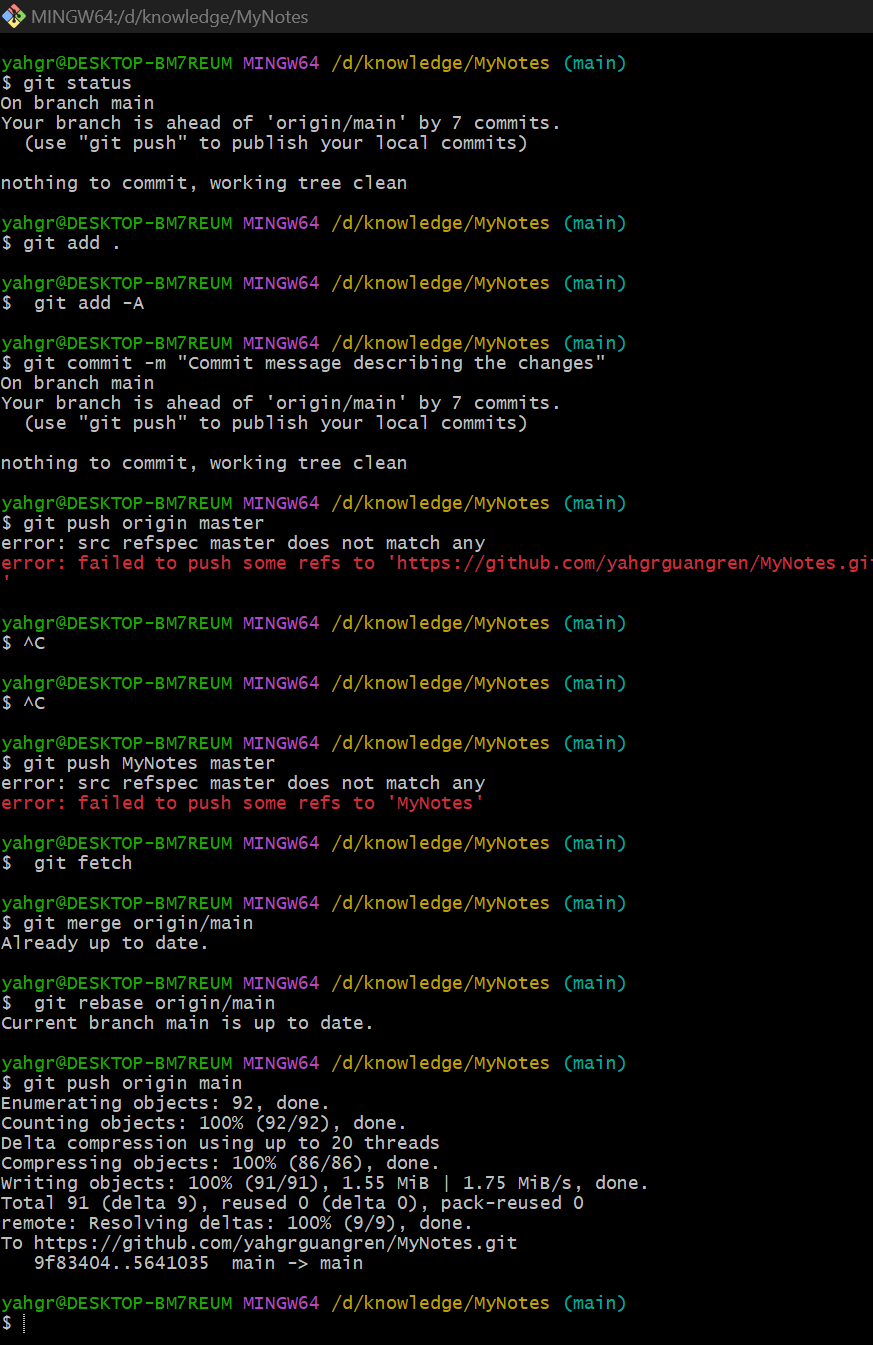 MINGW64:/d/knowledge/MyNotes
yahgr@DESKTOP-BM7REUM MINGW64 /d/knowledge/MyNotes (main)
$ git status
On branch main
Your branch is ahead of 'origin/main' by 7 commits.
  (use "git push" to publish your local commits)
nothing to commit, working tree clean
yahgr@DESKTOP-BM7REUM MINGW64 /d/knowledge/MyNotes (main)
$ git add .
yahgr@DESKTOP-BM7REUM MINGW64 /d/knowledge/MyNotes (main)
$  git add -A
yahgr@DESKTOP-BM7REUM MINGW64 /d/knowledge/MyNotes (main)
$ git commit -m "Commit message describing the changes"
On branch main
Your branch is ahead of 'origin/main' by 7 commits.
  (use "git push" to publish your local commits)
nothing to commit, working tree clean
yahgr@DESKTOP-BM7REUM MINGW64 /d/knowledge/MyNotes (main)
$ git push origin master
error: src refspec master does not match any
error: failed to push some refs to 'https://github.com/yahgrguangren/MyNotes.git
'
yahgr@DESKTOP-BM7REUM MINGW64 /d/knowledge/MyNotes (main)
$ ^C
yahgr@DESKTOP-BM7REUM MINGW64 /d/knowledge/MyNotes (main)
$ ^C
yahgr@DESKTOP-BM7REUM MINGW64 /d/knowledge/MyNotes (main)
$ git push MyNotes master
error: src refspec master does not match any
error: failed to push some refs to 'MyNotes'
yahgr@DESKTOP-BM7REUM MINGW64 /d/knowledge/MyNotes (main)
$  git fetch
yahgr@DESKTOP-BM7REUM MINGW64 /d/knowledge/MyNotes (main)
$ git merge origin/main
Already up to date.
yahgr@DESKTOP-BM7REUM MINGW64 /d/knowledge/MyNotes (main)
$  git rebase origin/main
Current branch main is up to date.
yahgr@DESKTOP-BM7REUM MINGW64 /d/knowledge/MyNotes (main)
$ git push origin main
Enumerating objects: 92, done.
Counting objects: 100% (92/92), done.
Delta compression using up to 20 threads
Compressing objects: 100% (86/86), done.
Writing objects: 100% (91/91), 1.55 MiB | 1.75 MiB/s, done.
Total 91 (delta 9), reused 0 (delta 0), pack-reused 0
remote: Resolving deltas: 100% (9/9), done.
To https://github.com/yahgrguangren/MyNotes.git
   9f83404..5641035  main -> main
yahgr@DESKTOP-BM7REUM MINGW64 /d/knowledge/MyNotes (main)
$